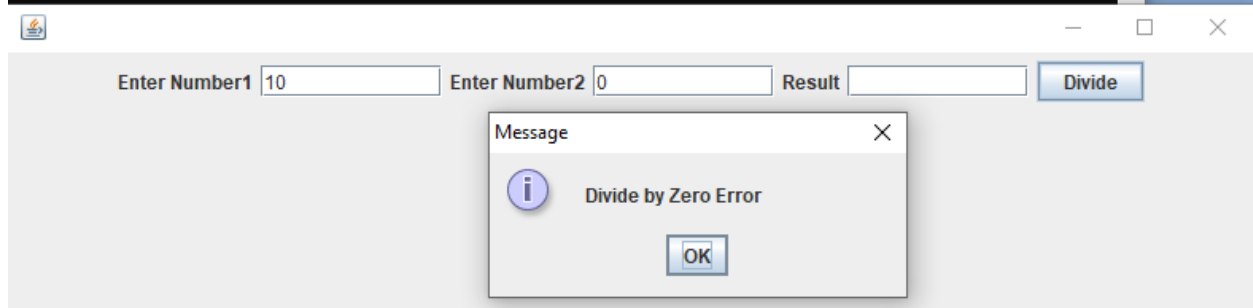 Enter Number1 10 Enter Number2 0 Result Divide
Message
Divide by Zero Error
OK